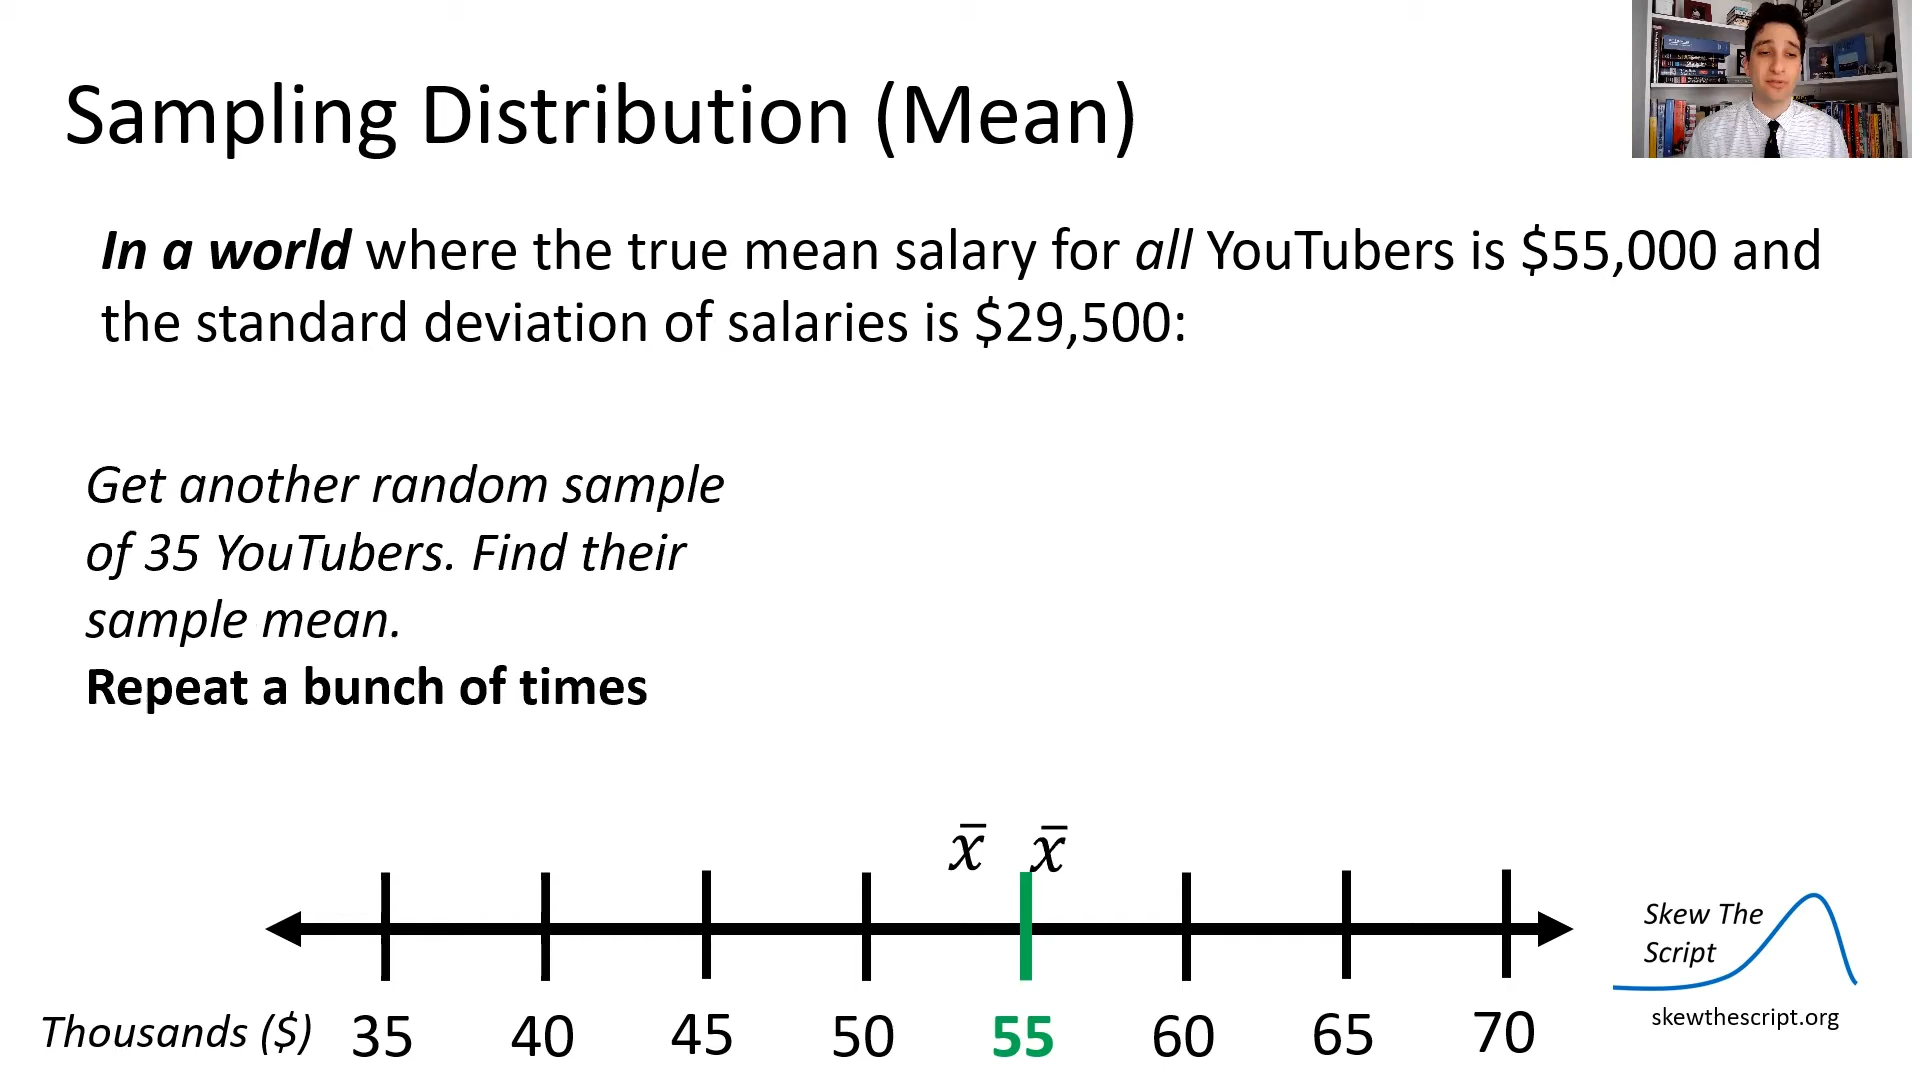 Sampling Distribution (Mean)
In a world where the true mean salary for all YouTubers is $55,000 and
the standard deviation of salaries is $29,500:
Get another random sample
of 35 YouTubers. Find their
sample mean.
Repeat a bunch of times
x̄ x̄
Thousands ($) 35 40 45 50 55 60 65 70
Skew The
Script
skewthescript.org